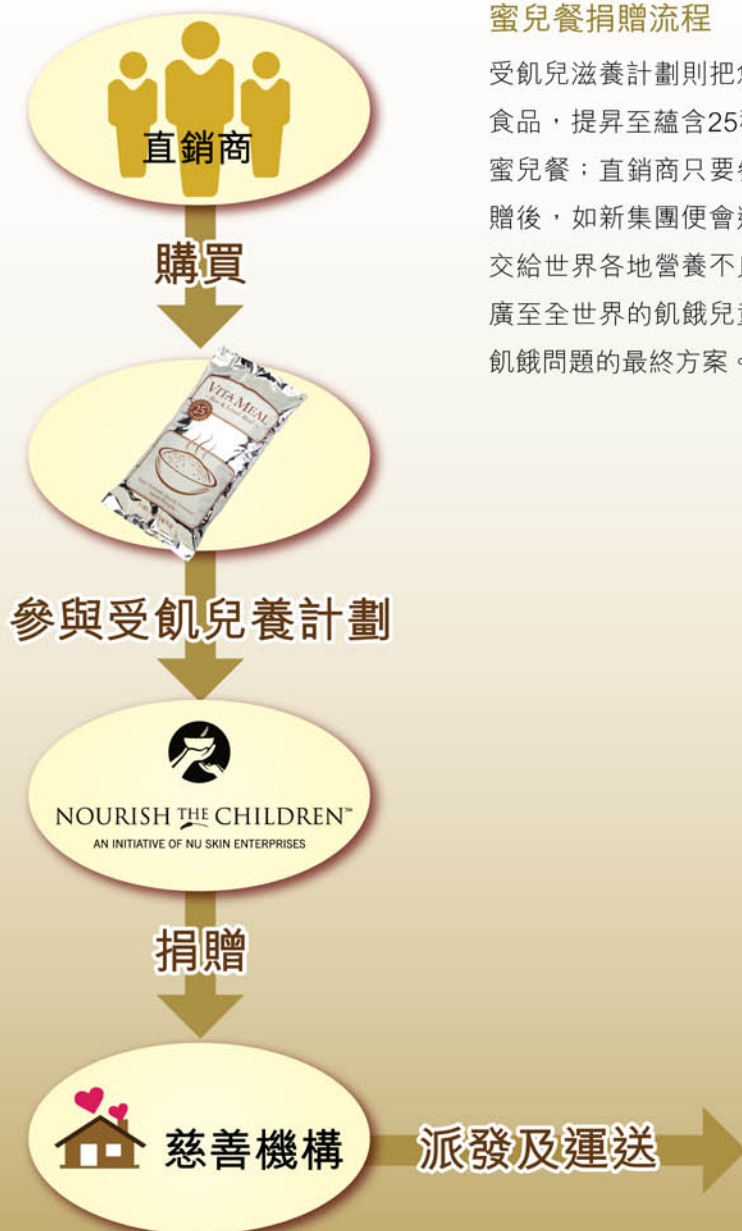 直銷商
購買
VITAMEAL
25
參與受飢兒養計劃
NOURISH THE CHILDREN™
AN INITIATIVE OF NU SKIN ENTERPRISES
捐贈
慈善機構
派發及運送
蜜兒餐捐贈流程
受飢兒滋養計劃則把
食品，提昇至蘊含25
蜜兒餐；直銷商只要
贈後，如新集團便會
交給世界各地營養不
廣至全世界的飢餓兒
飢餓問題的最終方案。